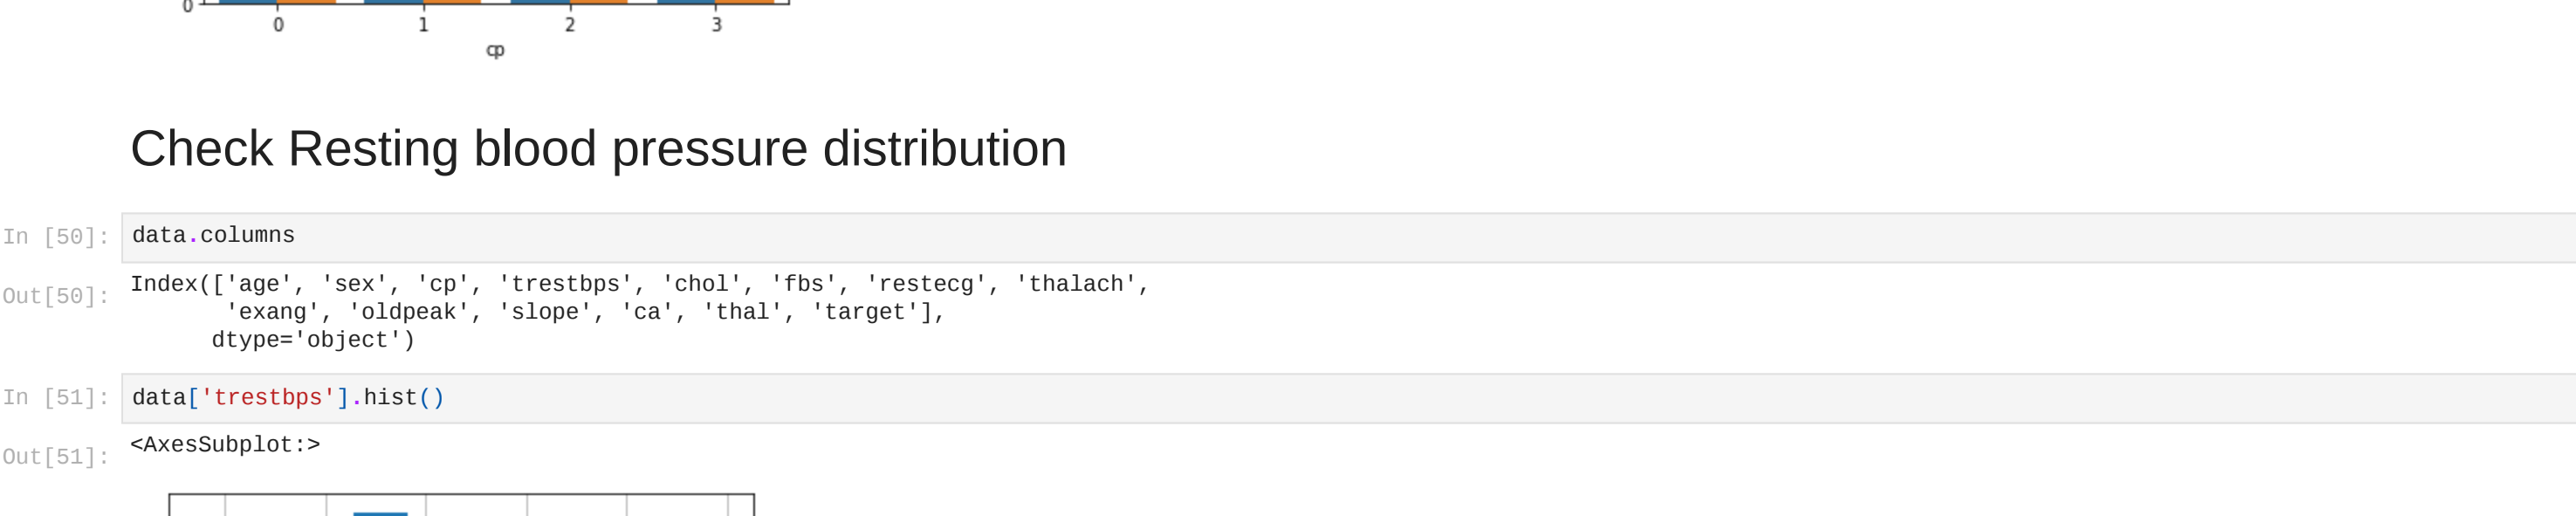 0
0 1 2 3
cp
Check Resting blood pressure distribution
In [50]: data.columns
Out[50]: Index(['age', 'sex', 'cp', 'trestbps', 'chol', 'fbs', 'restecg', 'thalach',
'exang', 'oldpeak', 'slope', 'ca', 'thal', 'target'],
dtype='object')
In [51]: data['trestbps'].hist()
Out[51]: <AxesSubplot:>